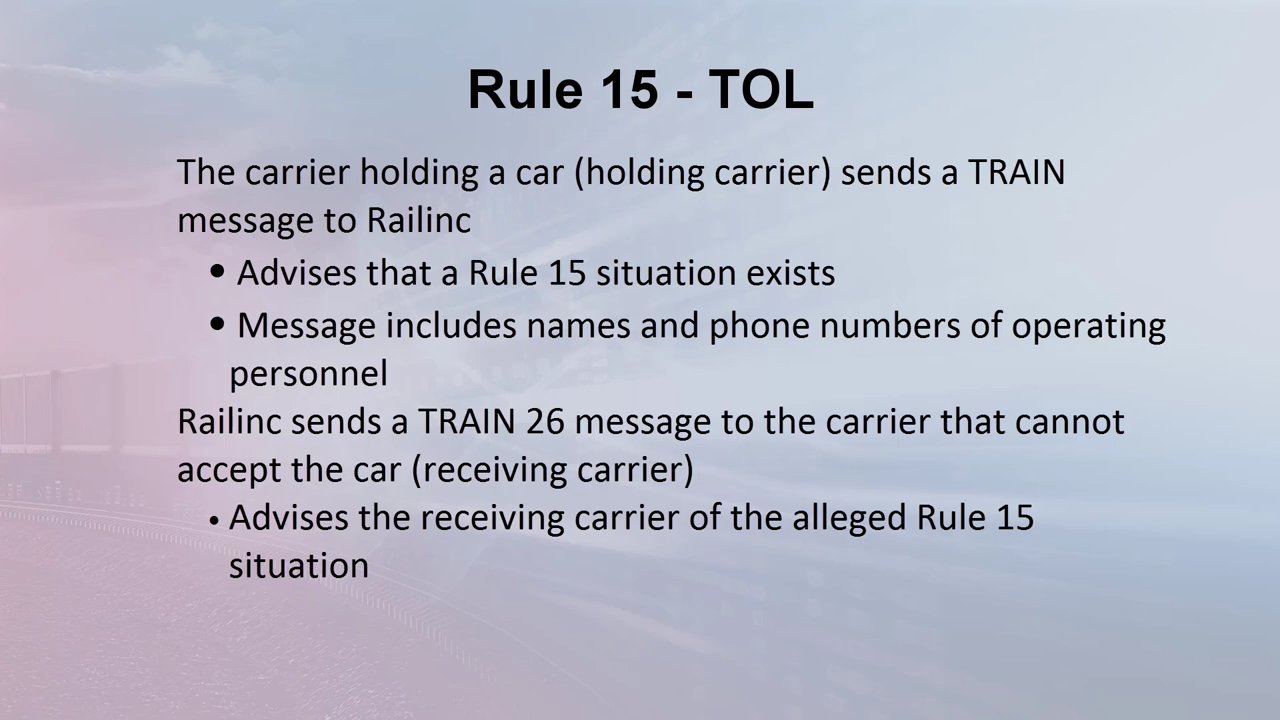 Rule 15 - TOL
The carrier holding a car (holding carrier) sends a TRAIN
message to Railinc
• Advises that a Rule 15 situation exists
• Message includes names and phone numbers of operating
personnel
Railinc sends a TRAIN 26 message to the carrier that cannot
accept the car (receiving carrier)
• Advises the receiving carrier of the alleged Rule 15
situation